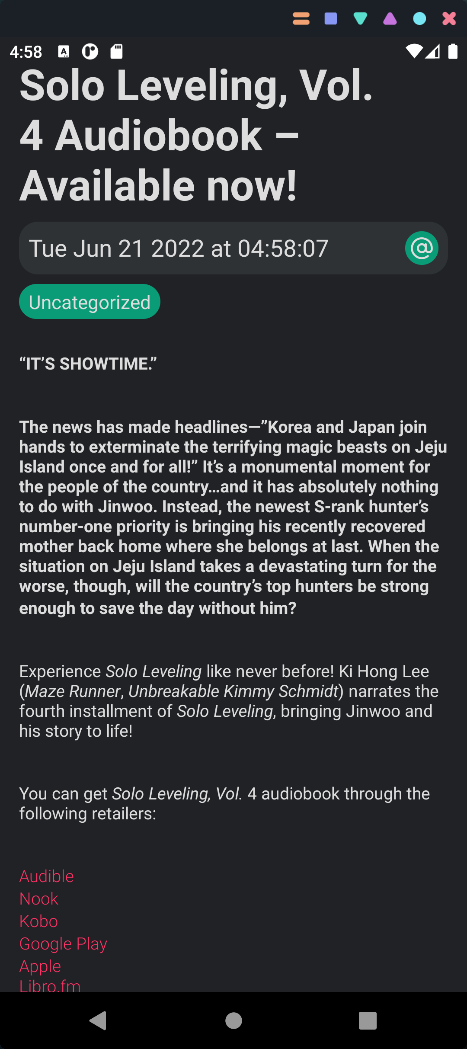 4:58
Solo Leveling, Vol.
4 Audiobook –
Available now!
Tue Jun 21 2022 at 04:58:07
@
Uncategorized
“IT’S SHOWTIME.”
The news has made headlines—”Korea and Japan join
hands to exterminate the terrifying magic beasts on Jeju
Island once and for all!” It’s a monumental moment for
the people of the country…and it has absolutely nothing
to do with Jinwoo. Instead, the newest S-rank hunter’s
number-one priority is bringing his recently recovered
mother back home where she belongs at last. When the
situation on Jeju Island takes a devastating turn for the
worse, though, will the country’s top hunters be strong
enough to save the day without him?
Experience Solo Leveling like never before! Ki Hong Lee
(Maze Runner, Unbreakable Kimmy Schmidt) narrates the
fourth installment of Solo Leveling, bringing Jinwoo and
his story to life!
You can get Solo Leveling, Vol. 4 audiobook through the
following retailers:
Audible
Nook
Kobo
Google Play
Apple
Libro.fm